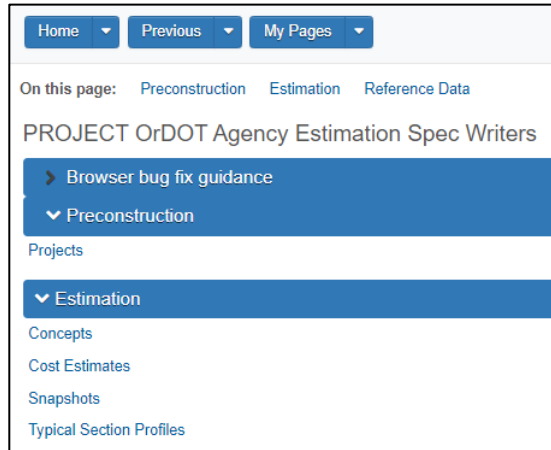 Home Previous My Pages
On this page: Preconstruction Estimation Reference Data
PROJECT OrDOT Agency Estimation Spec Writers
Browser bug fix guidance
Preconstruction
Projects
Estimation
Concepts
Cost Estimates
Snapshots
Typical Section Profiles